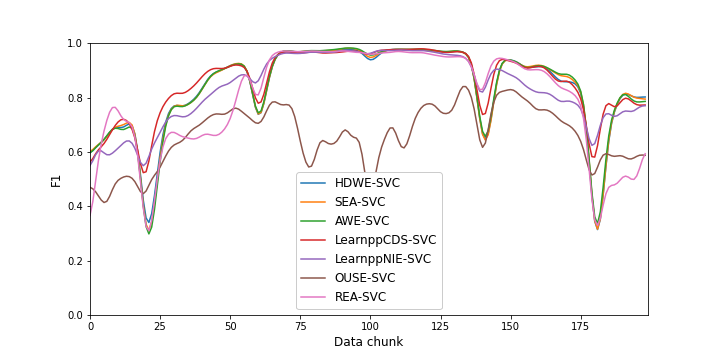 1.0
0.8
0.6
0.4
0.2
0.0
F1
HDWE-SVC
SEA-SVC
AWE-SVC
LearnppCDS-SVC
LearnppNIE-SVC
OUSE-SVC
REA-SVC
0 25 50 75 100 125 150 175
Data chunk